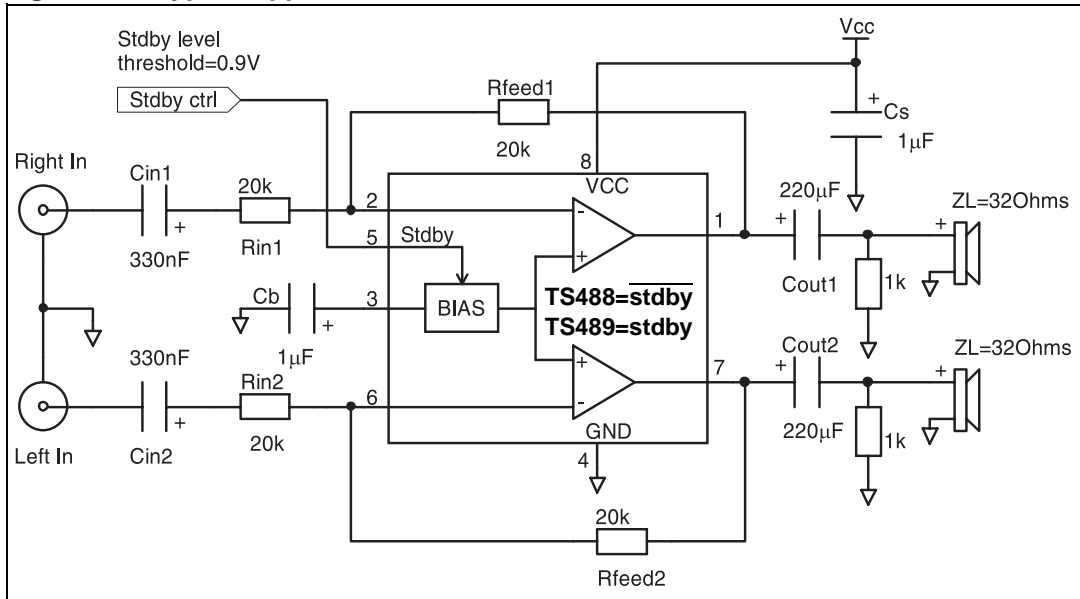 Stdby level
threshold=0.9V
Stdby ctrl
Vcc
Rfeed1
20k
+
Cs
1µF
8
VCC
Right In
Cin1
+
330nF
20k
Rin1
2
5
Stdby
-
+
1
220µF
+
Cout1
1k
ZL=32Ohms
+
Cb
+
1µF
3
BIAS
TS488=stdby
TS489=stdby
330nF
+
Cin2
Left In
Rin2
20k
6
+
-
7
Cout2
+
220µF
1k
ZL=32Ohms
+
GND
4
20k
Rfeed2